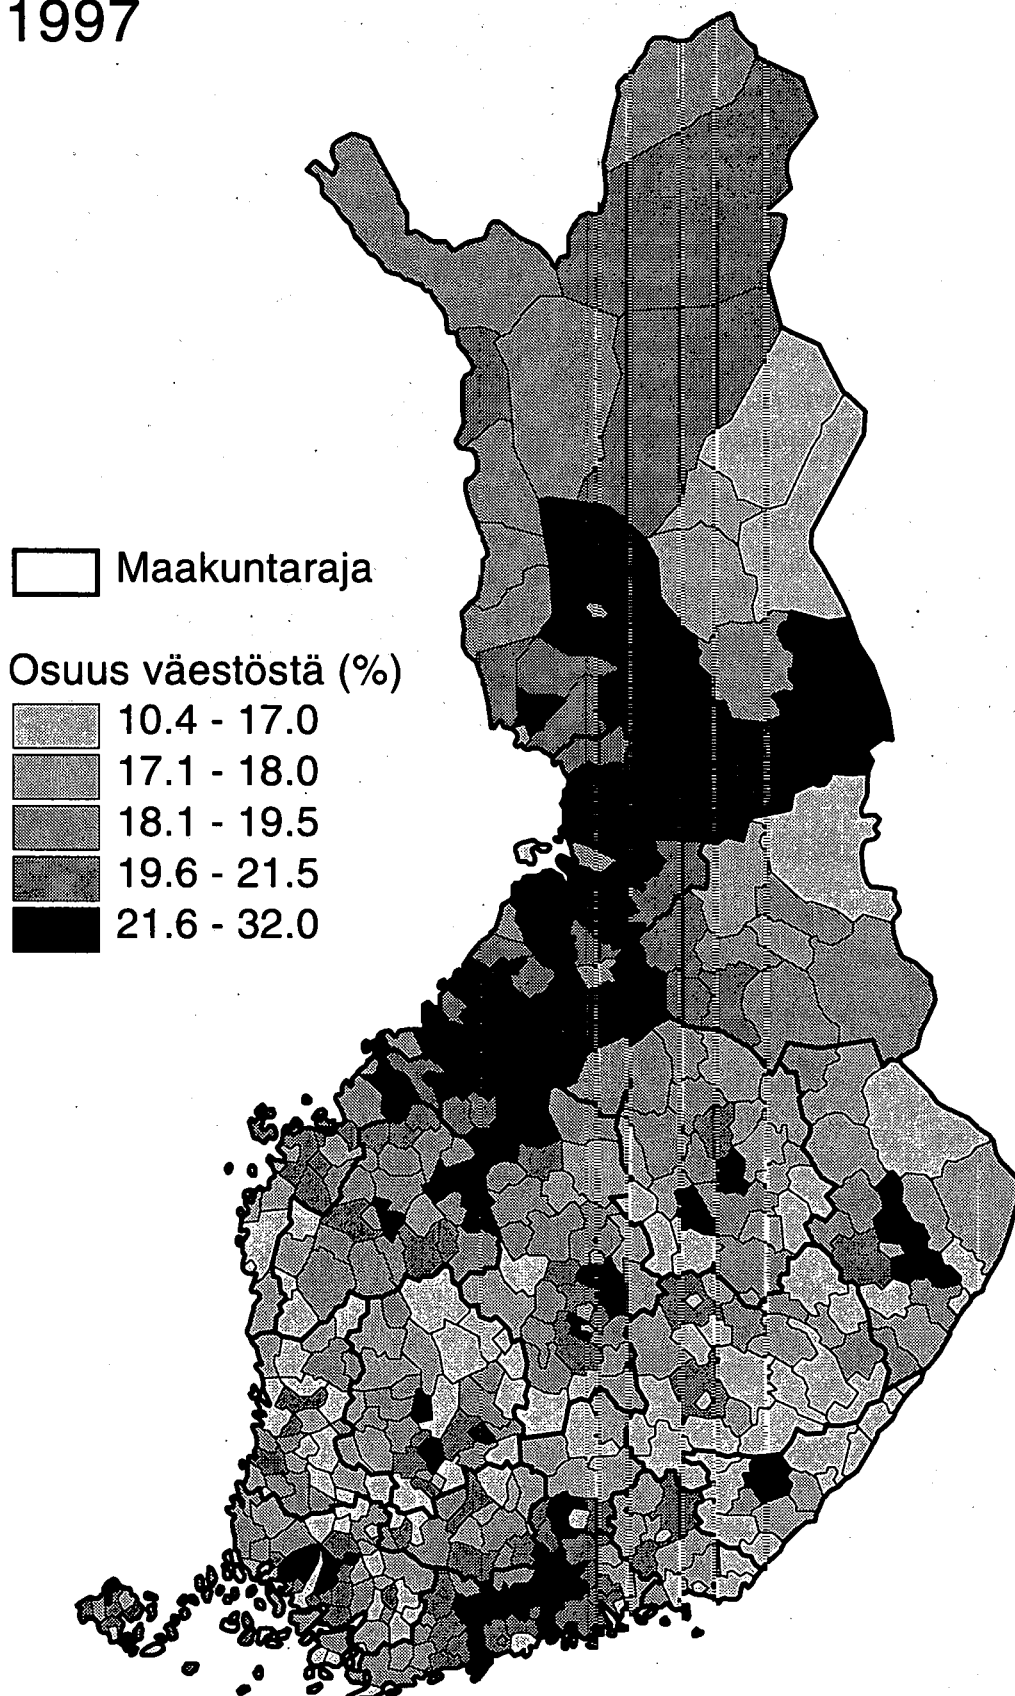 1997
Maakuntaraja
Osuus väestöstä (%)
10.4 - 17.0
17.1 - 18.0
18.1 - 19.5
19.6 - 21.5
21.6 - 32.0